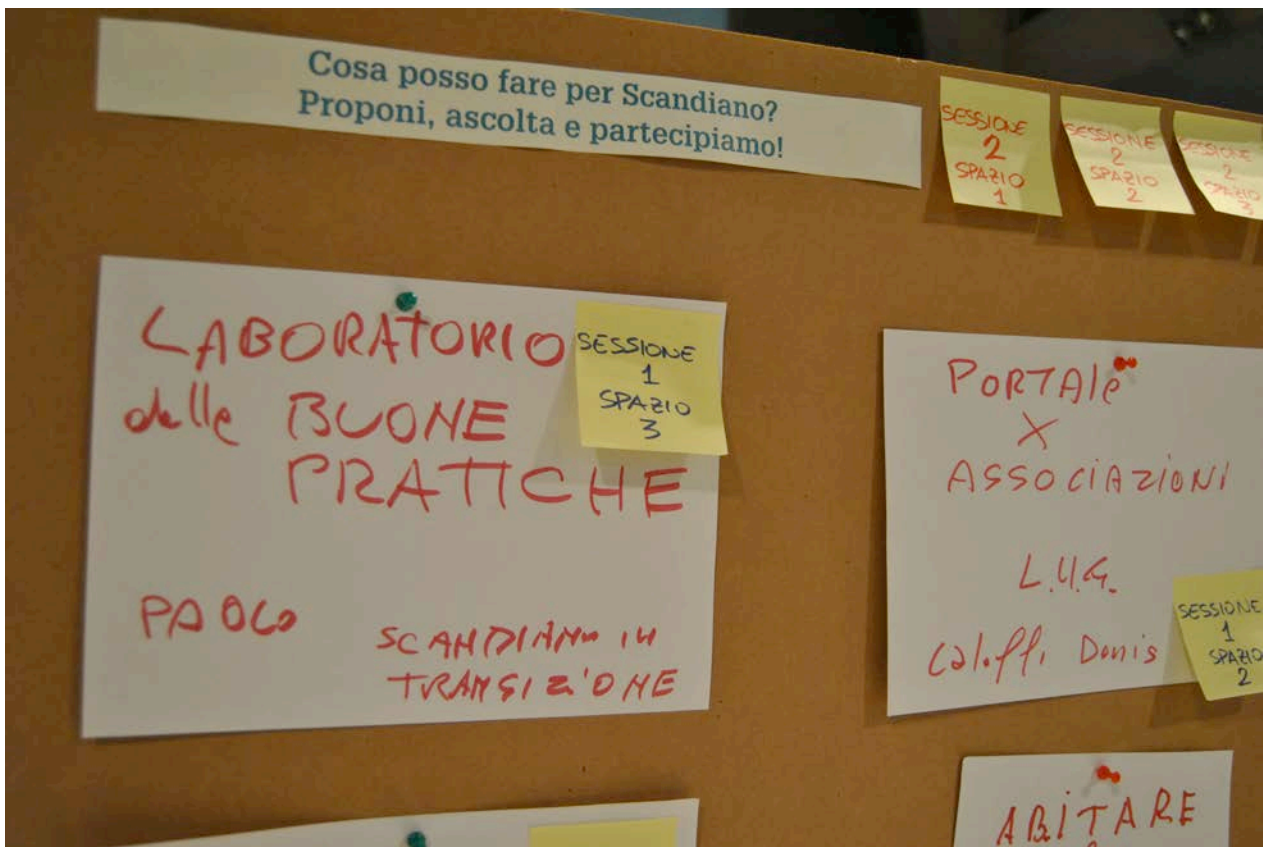 Cosa posso fare per Scandiano?
Proponi, ascolta e partecipiamo!
SESSIONE
2
SPAZIO
1
SESSIONE
2
SPAZIO
2
SESSIONE
2
SPAZIO
3
LABORATORIO
delle BUONE
PRATICHE
SESSIONE
1
SPAZIO
3
PAOLO
SCANDIANO IN
TRANSIZIONE
PORTALE
X
ASSOCIAZIONI
L.U.G.
Caloffi Denis
SESSIONE
1
SPAZIO
2
ABITARE